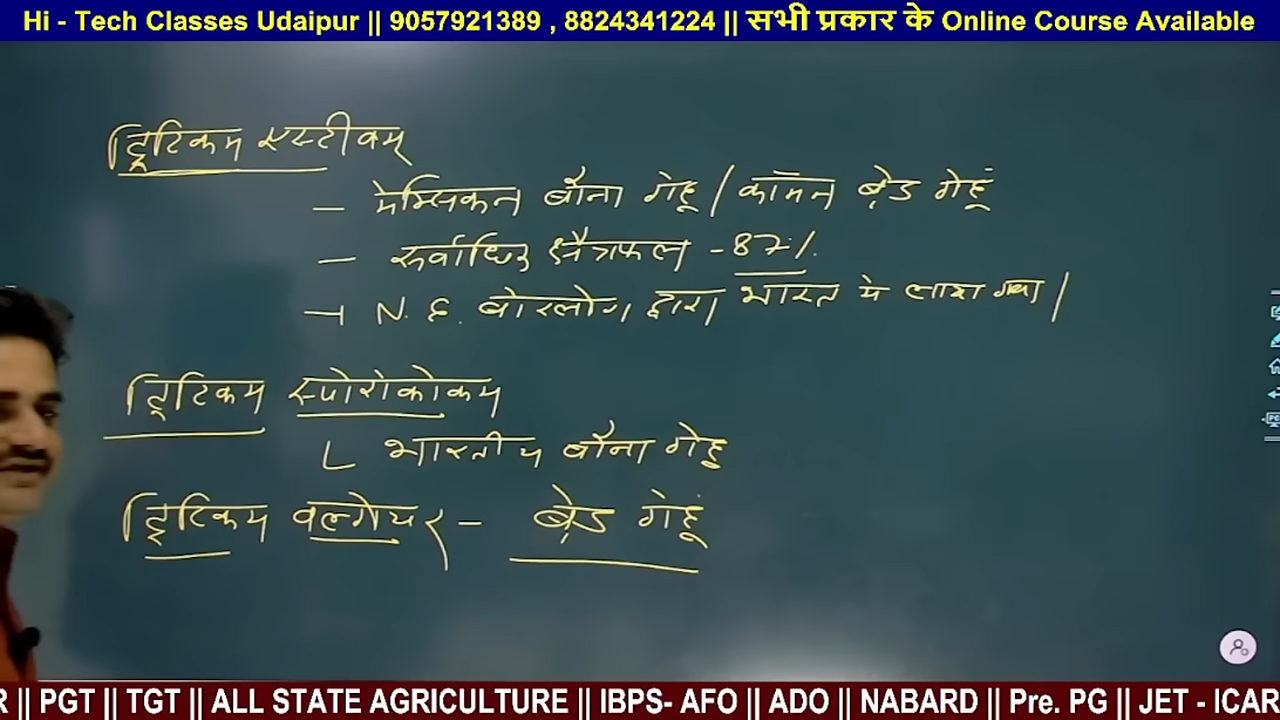 Hi - Tech Classes Udaipur || 9057921389 , 8824341224 || सभी प्रकार के Online Course Available
ट्रिटिकम एस्टीवम्
– मेक्सिकन बौना गेहू / कॉमन ब्रेड गेहूं
– सर्वाधिक क्षैत्रफल - 87%.
→ N. E. बोरलोग द्वारा भारत मे लाया गया |
ट्रिटिकम स्पोरोकोकम
L भारतीय बौना गेहू
ट्रिटिकम वल्गेयर – ब्रेड गेहूं
R || PGT || TGT || ALL STATE AGRICULTURE || IBPS- AFO || ADO || NABARD || Pre. PG || JET - ICAR